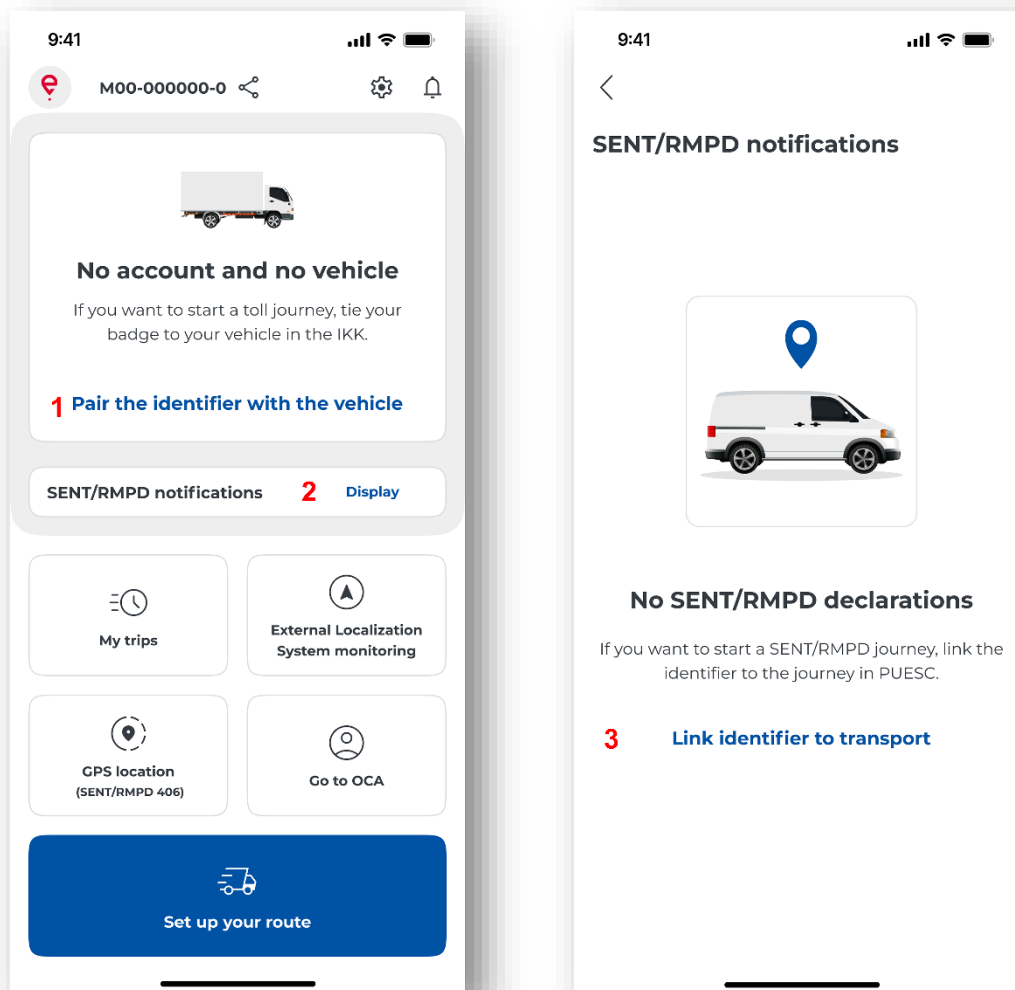 9:41
M00-000000-0
No account and no vehicle
If you want to start a toll journey, tie your
badge to your vehicle in the IKK.
1 Pair the identifier with the vehicle
SENT/RMPD notifications 2 Display
My trips
External Localization
System monitoring
GPS location
(SENT/RMPD 406)
Go to OCA
Set up your route
9:41
SENT/RMPD notifications
No SENT/RMPD declarations
If you want to start a SENT/RMPD journey, link the
identifier to the journey in PUESC.
3 Link identifier to transport